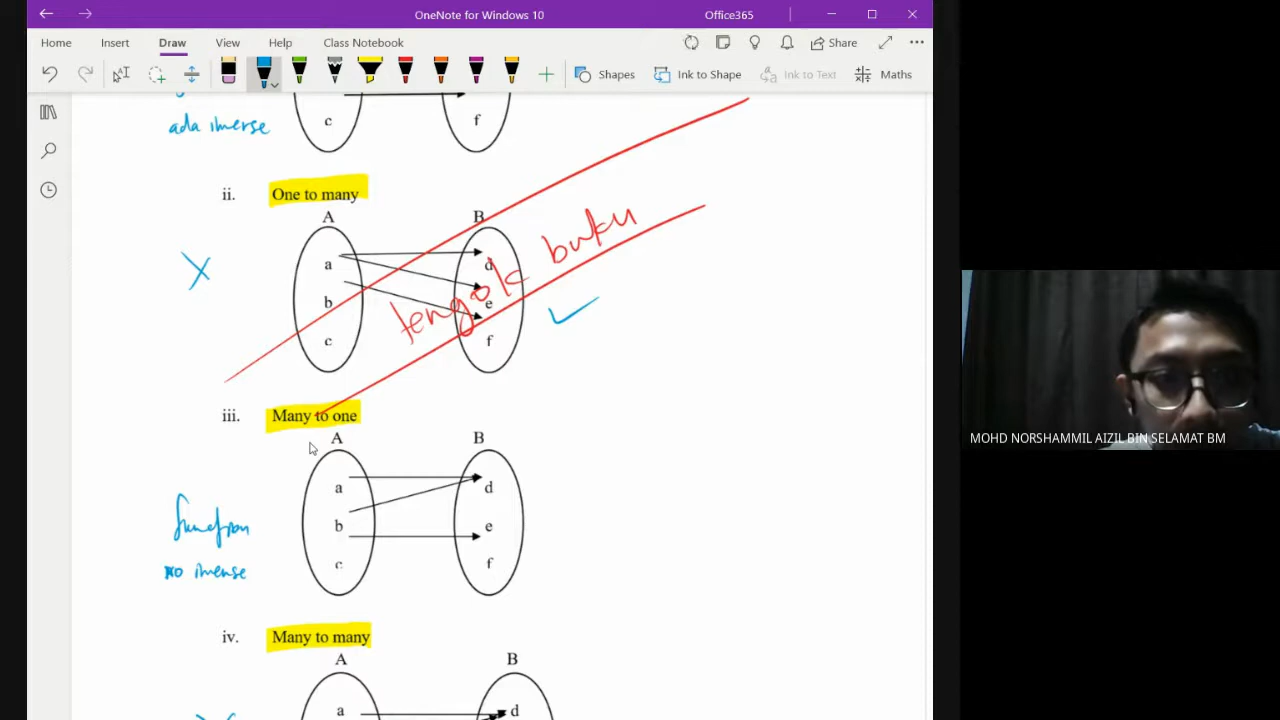 OneNote for Windows 10
Office365
Home
Insert
Draw
View
Help
Class Notebook
Share
Shapes
Ink to Shape
Ink to Text
Maths
c
f
ada imerse
ii.
One to many
A
B
a
d
b
e
c
f
X
tengok buku
iii.
Many to one
A
B
a
d
b
e
c
f
function
no imense
iv.
Many to many
A
B
a
d
MOHD NORSHAMMIL AIZIL BIN SELAMAT BM